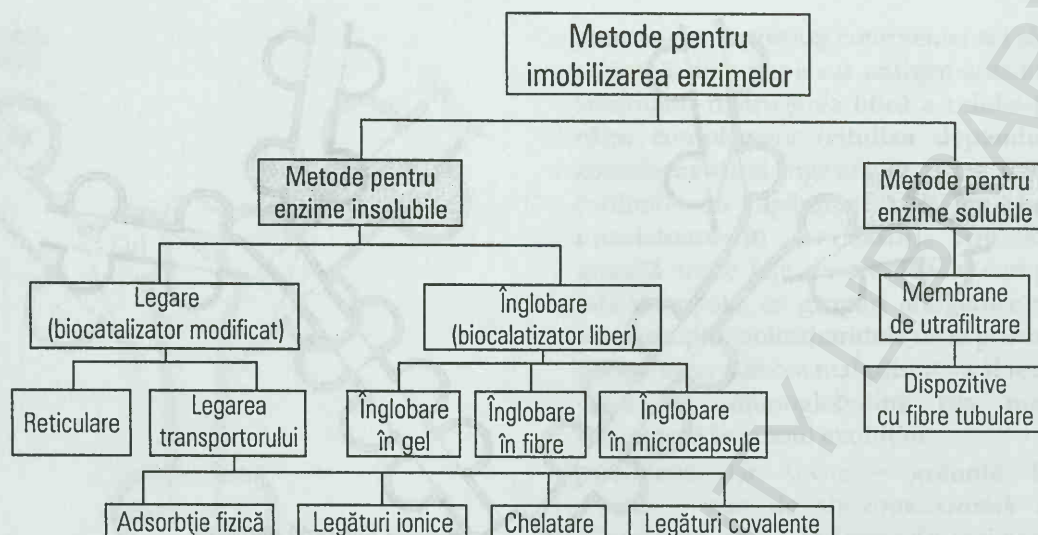 Metode pentru
imobilizarea enzimelor
Metode pentru
enzime insolubile
Metode pentru
enzime solubile
Legare
(biocatalizator modificat)
Înglobare
(biocalatizator liber)
Membrane
de utrafiltrare
Reticulare
Legarea
transportorului
Înglobare
în gel
Înglobare
în fibre
Înglobare
în microcapsule
Dispozitive
cu fibre tubulare
Adsorbţie fizică
Legături ionice
Chelatare
Legături covalente